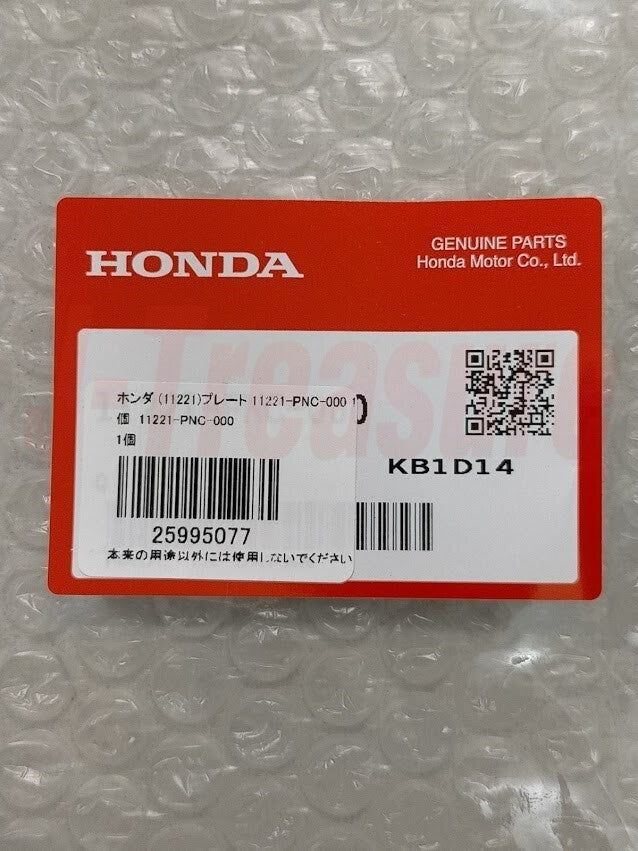 HONDA
GENUINE PARTS
Honda Motor Co., Ltd.
ホンダ (11221)プレート 11221-PNC-000 1
個 11221-PNC-000
1個
KB1D14
25995077
本来の用途以外には使用しないでください
Treasure